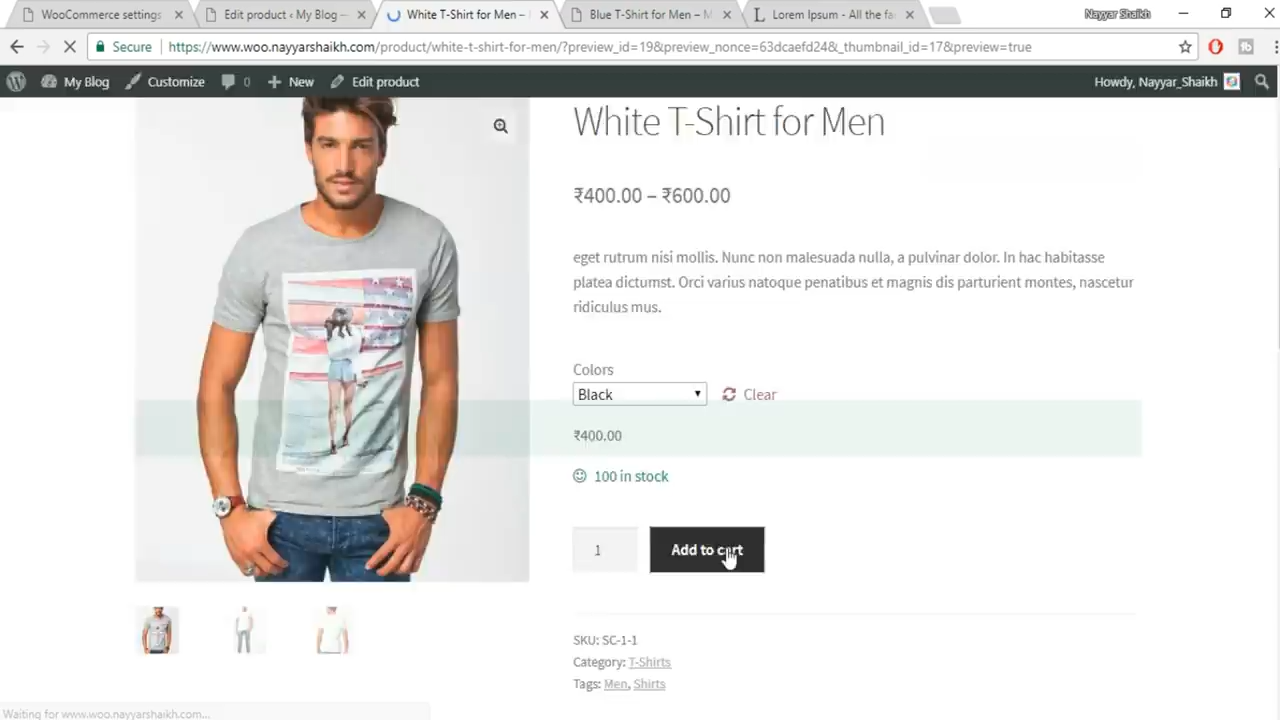 WooCommerce settings
Edit product ‹ My Blog —
White T-Shirt for Men –
Blue T-Shirt for Men – M
Lorem Ipsum - All the fa
Nayyar Shaikh
Secure
https://www.woo.nayyarshaikh.com/product/white-t-shirt-for-men/?preview_id=19&preview_nonce=63dcaefd24&_thumbnail_id=17&preview=true
My Blog
Customize
0
New
Edit product
Howdy, Nayyar_Shaikh
White T-Shirt for Men
₹400.00 – ₹600.00
eget rutrum nisi mollis. Nunc non malesuada nulla, a pulvinar dolor. In hac habitasse
platea dictumst. Orci varius natoque penatibus et magnis dis parturient montes, nascetur
ridiculus mus.
Colors
Black
Clear
₹400.00
100 in stock
1
Add to cart
SKU: SC-1-1
Category: T-Shirts
Tags: Men, Shirts
Waiting for www.woo.nayyarshaikh.com...